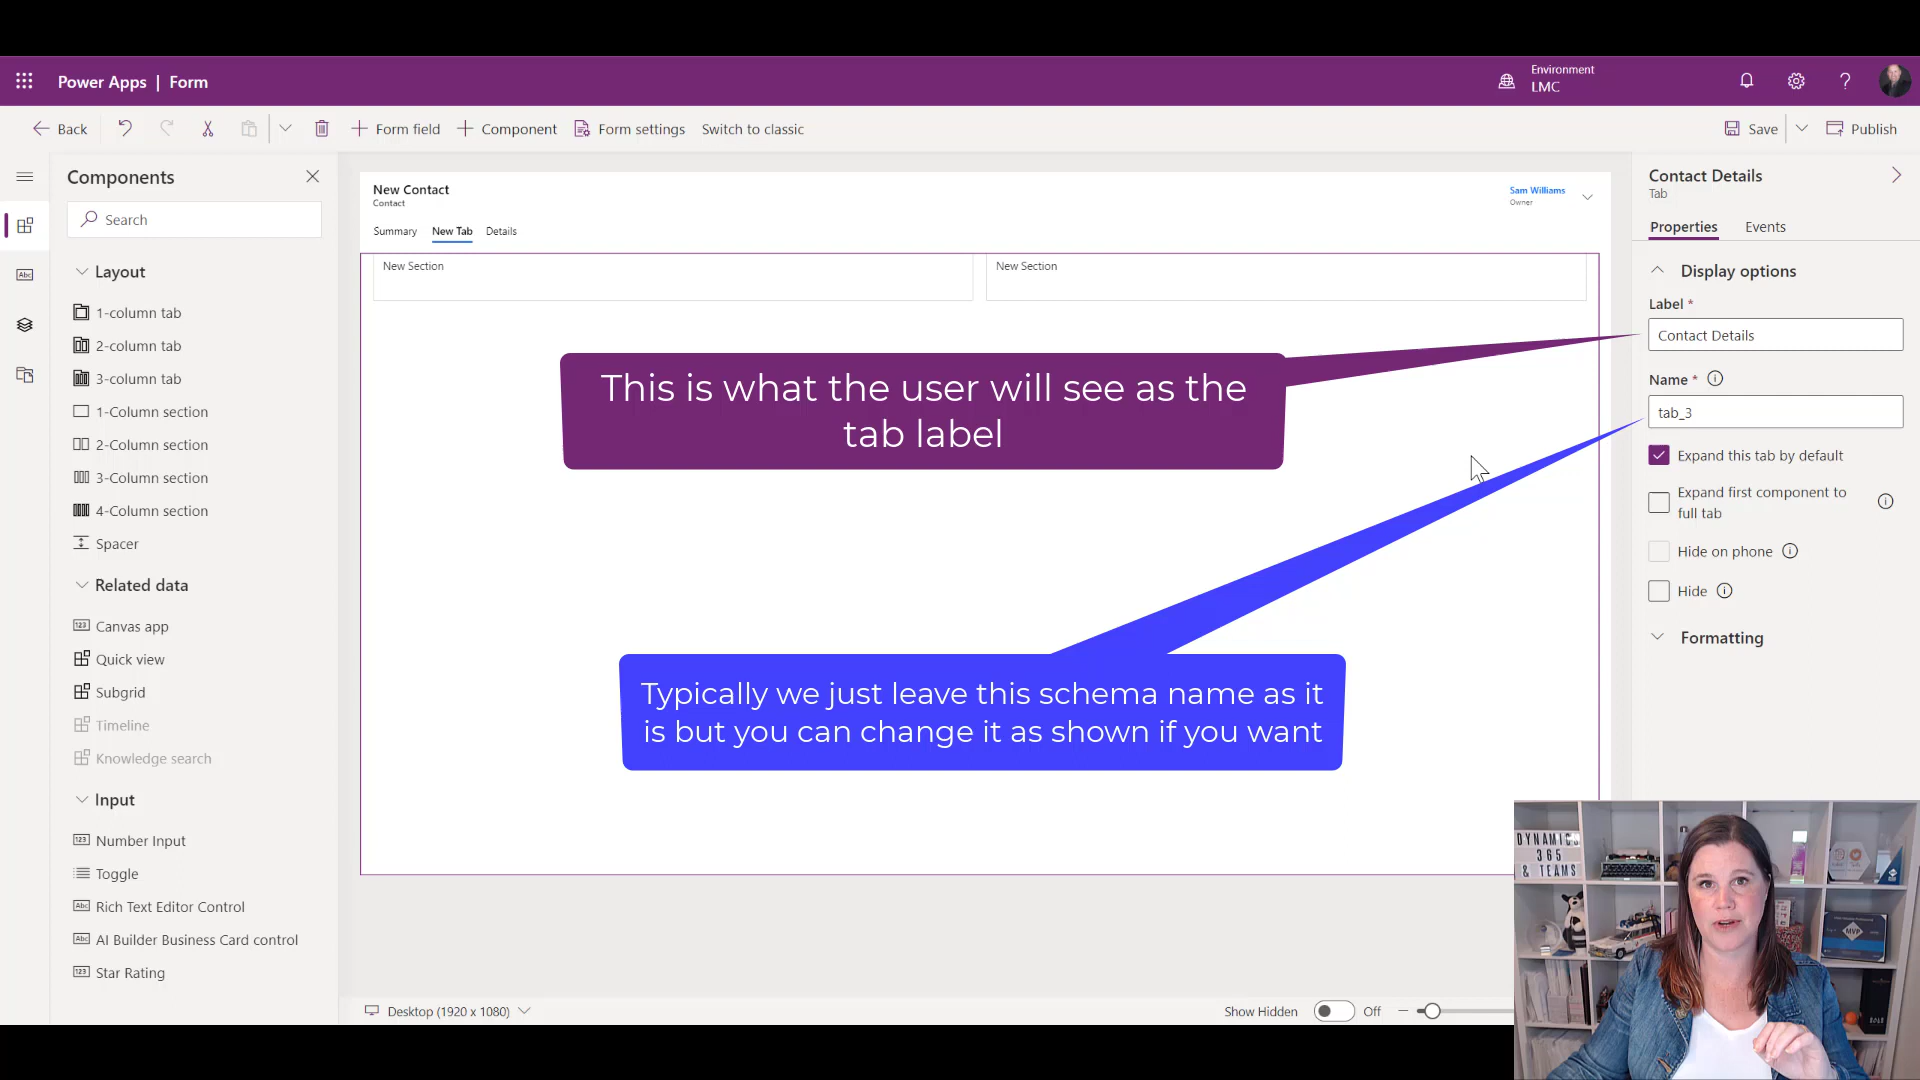 Power Apps | Form
Environment
LMC
Back
Form field
Component
Form settings
Switch to classic
Save
Publish
Components
Search
Layout
1-column tab
2-column tab
3-column tab
1-Column section
2-Column section
3-Column section
4-Column section
Spacer
Related data
Canvas app
Quick view
Subgrid
Timeline
Knowledge search
Input
Number Input
Toggle
Rich Text Editor Control
AI Builder Business Card control
Star Rating
New Contact
Contact
Sam Williams
Owner
Summary
New Tab
Details
New Section
New Section
This is what the user will see as the
tab label
Typically we just leave this schema name as it
is but you can change it as shown if you want
Contact Details
Tab
Properties
Events
Display options
Label *
Contact Details
Name *
tab_3
Expand this tab by default
Expand first component to
full tab
Hide on phone
Hide
Formatting
Desktop (1920 x 1080)
Show Hidden
Off
DYNAMICS
365
& TEAMS
MVP